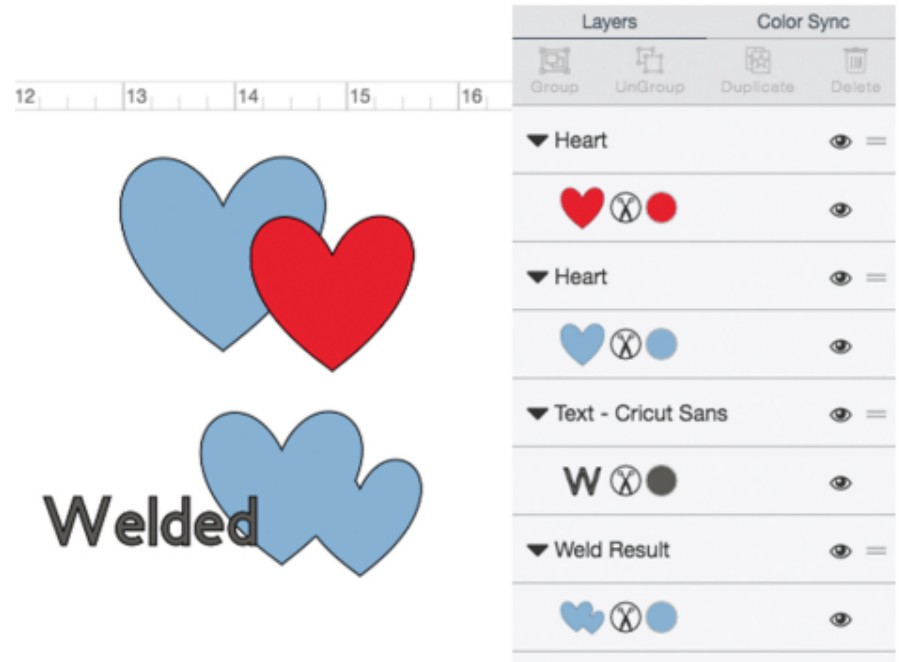 Layers Color Sync
Group UnGroup Duplicate Delete
12 13 14 15 16
Heart
Heart
Text - Cricut Sans
W
Weld Result
Welded